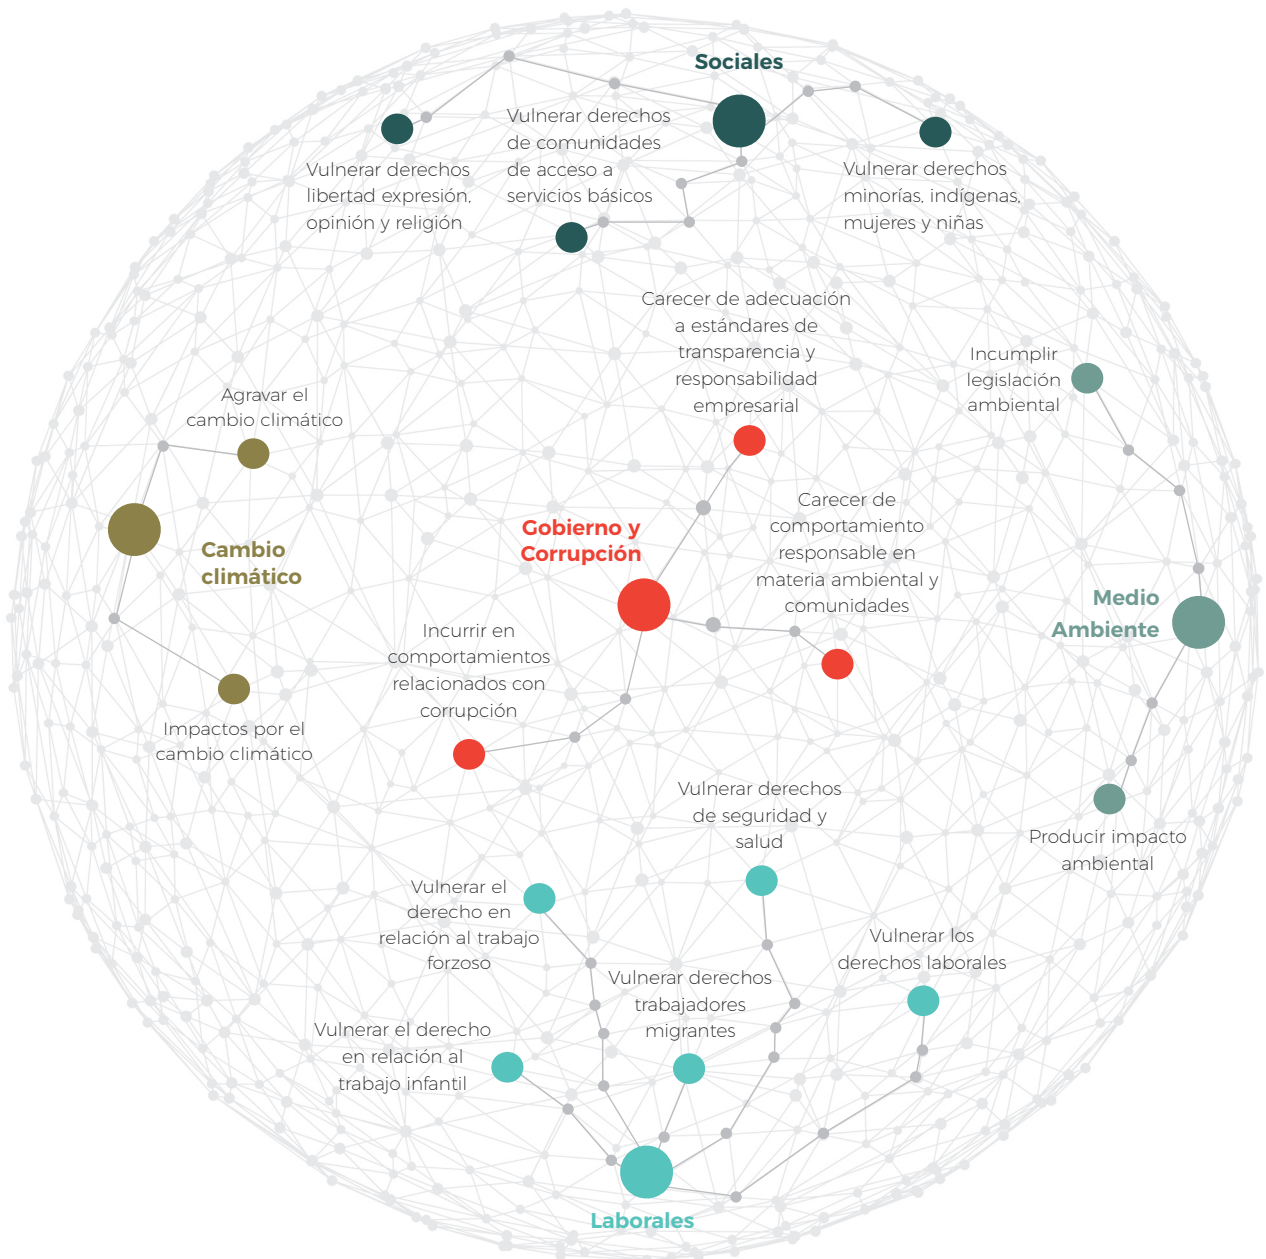 Sociales
Vulnerar derechos
libertad expresión,
opinión y religión
Vulnerar derechos
de comunidades
de acceso a
servicios básicos
Vulnerar derechos
minorías, indígenas,
mujeres y niñas
Carecer de adecuación
a estándares de
transparencia y
responsabilidad
empresarial
Incumplir
legislación
ambiental
Agravar el
cambio climático
Cambio
climático
Gobierno y
Corrupción
Carecer de
comportamiento
responsable en
materia ambiental y
comunidades
Medio
Ambiente
Incurrir en
comportamientos
relacionados con
corrupción
Impactos por el
cambio climático
Vulnerar derechos
de seguridad y
salud
Producir impacto
ambiental
Vulnerar el
derecho en
relación al trabajo
forzoso
Vulnerar los
derechos laborales
Vulnerar derechos
trabajadores
migrantes
Vulnerar el derecho
en relación al
trabajo infantil
Laborales